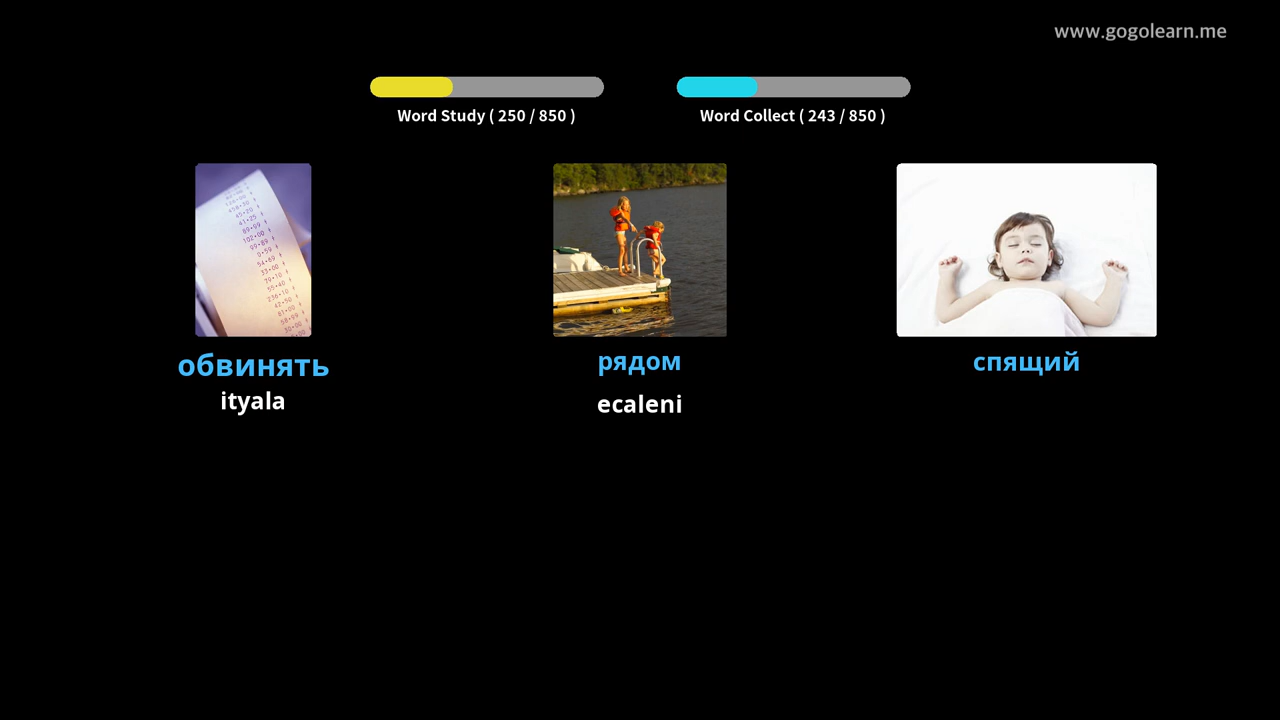 www.gogolearn.me
Word Study ( 250 / 850 )
Word Collect ( 243 / 850 )
обвинять
ityala
рядом
ecaleni
спящий